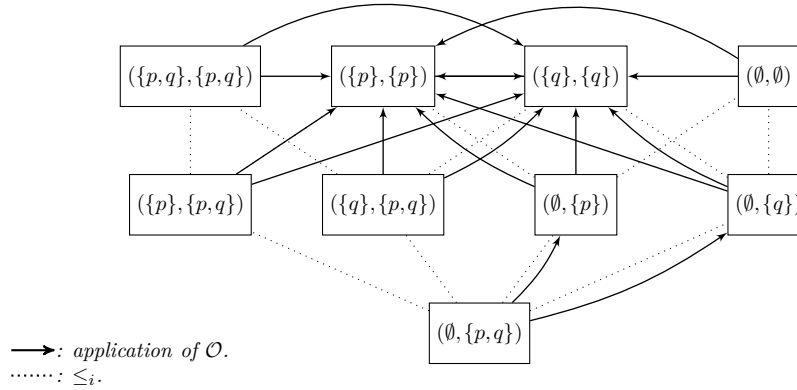 ({p,q},{p,q}) ({p},{p}) ({q},{q}) (∅,∅)
({p},{p,q}) ({q},{p,q}) (∅,{p}) (∅,{q})
(∅,{p,q})
: application of 𝒪.
: ≤ᵢ.